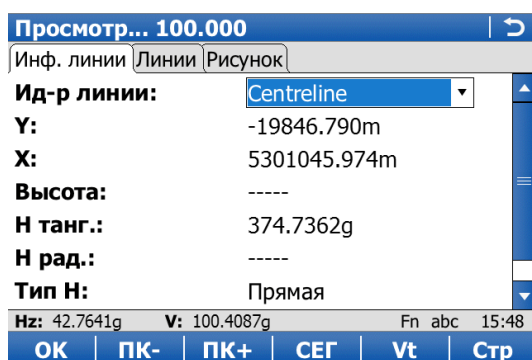 Просмотр... 100.000
Инф. линии Линии Рисунок
Ид-р линии: Centreline
Y: -19846.790m
X: 5301045.974m
Высота: -----
Н танг.: 374.7362g
Н рад.: -----
Тип Н: Прямая
Hz: 42.7641g V: 100.4087g Fn abc 15:48
ОК ПК- ПК+ СЕГ Vt Стр